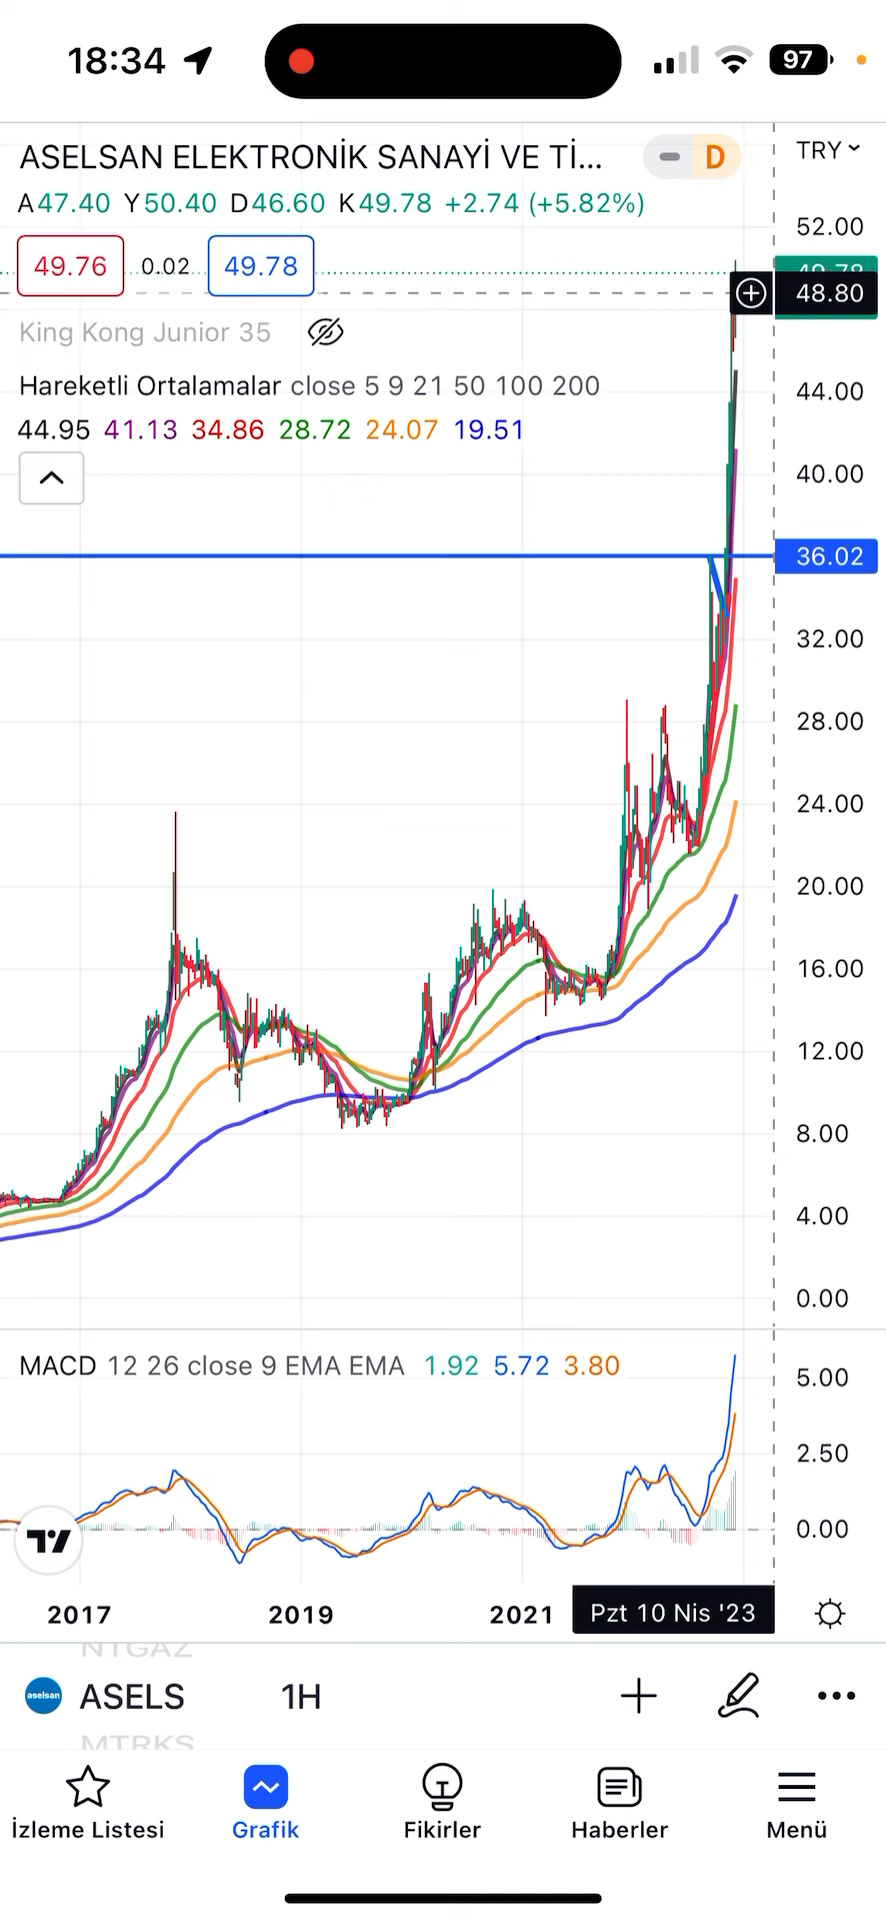 18:34
97
ASELSAN ELEKTRONİK SANAYİ VE Tİ...
D
TRY
A47.40 Y50.40 D46.60 K49.78 +2.74 (+5.82%)
52.00
49.76 0.02 49.78
49.78
48.80
King Kong Junior 35
Hareketli Ortalamalar close 5 9 21 50 100 200
44.00
44.95 41.13 34.86 28.72 24.07 19.51
40.00
36.02
32.00
28.00
24.00
20.00
16.00
12.00
8.00
4.00
0.00
MACD 12 26 close 9 EMA EMA 1.92 5.72 3.80
5.00
2.50
0.00
2017 2019 2021 Pzt 10 Nis '23
NTGAZ
aselsan ASELS 1H
MTRKS
İzleme Listesi Grafik Fikirler Haberler Menü